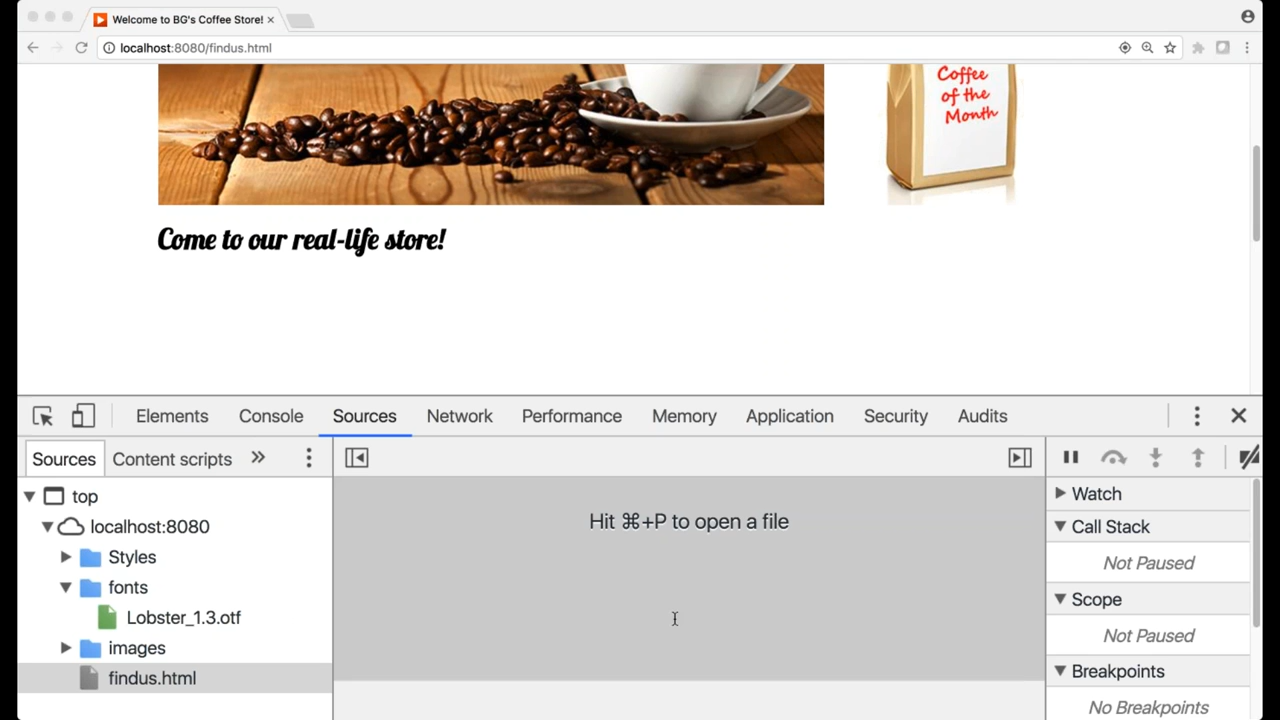 Welcome to BG's Coffee Store!
localhost:8080/findus.html
Coffee
of the
Month
Come to our real-life store!
Elements Console Sources Network Performance Memory Application Security Audits
Sources Content scripts »
top
localhost:8080
Styles
fonts
Lobster_1.3.otf
images
findus.html
Hit ⌘+P to open a file
Watch
Call Stack
Not Paused
Scope
Not Paused
Breakpoints
No Breakpoints